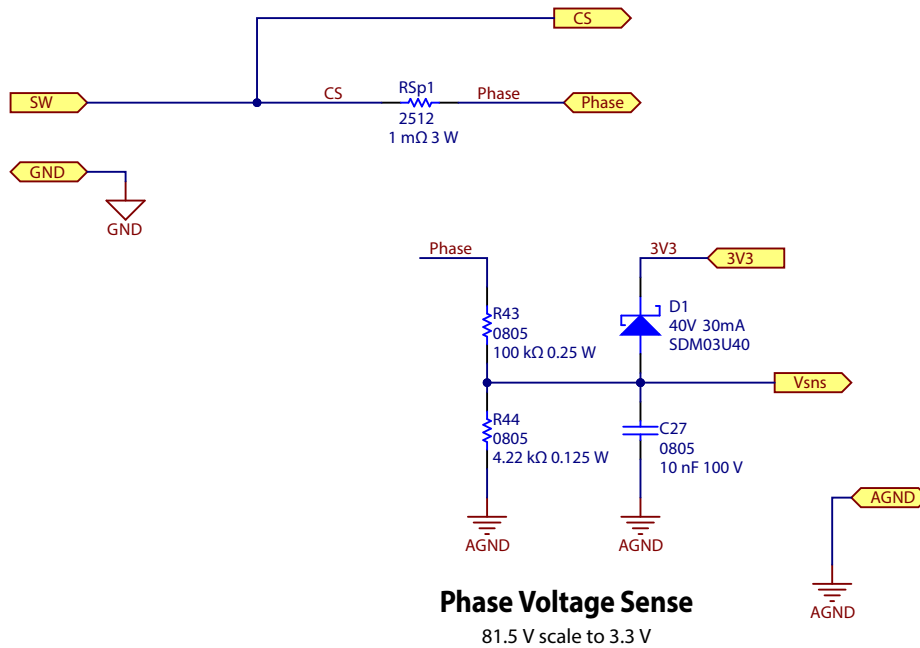 CS
SW
CS
RSp1
Phase
Phase
2512
1 mΩ 3 W
GND
GND
Phase
3V3
3V3
R43
0805
100 kΩ 0.25 W
D1
40V 30mA
SDM03U40
Vsns
R44
0805
4.22 kΩ 0.125 W
C27
0805
10 nF 100 V
AGND
AGND
AGND
AGND
Phase Voltage Sense
81.5 V scale to 3.3 V